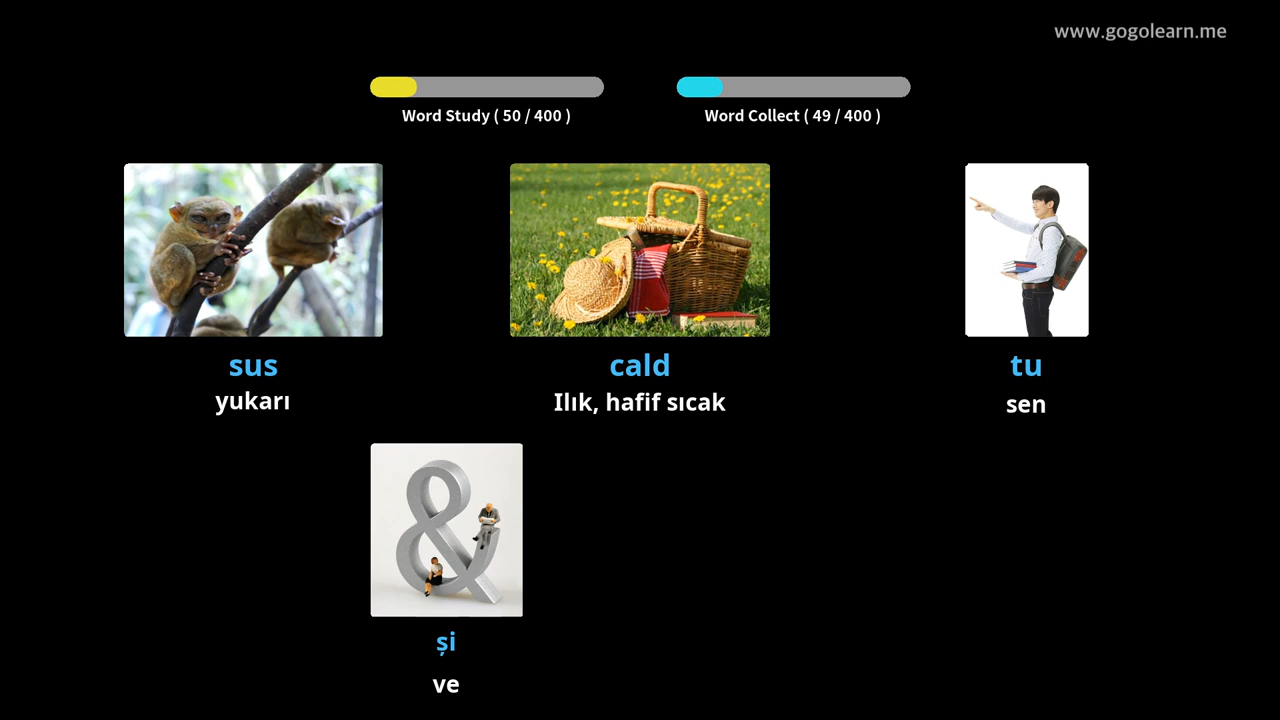 www.gogolearn.me
Word Study ( 50 / 400 )
Word Collect ( 49 / 400 )
sus
yukarı
cald
Ilık, hafif sıcak
tu
sen
și
ve